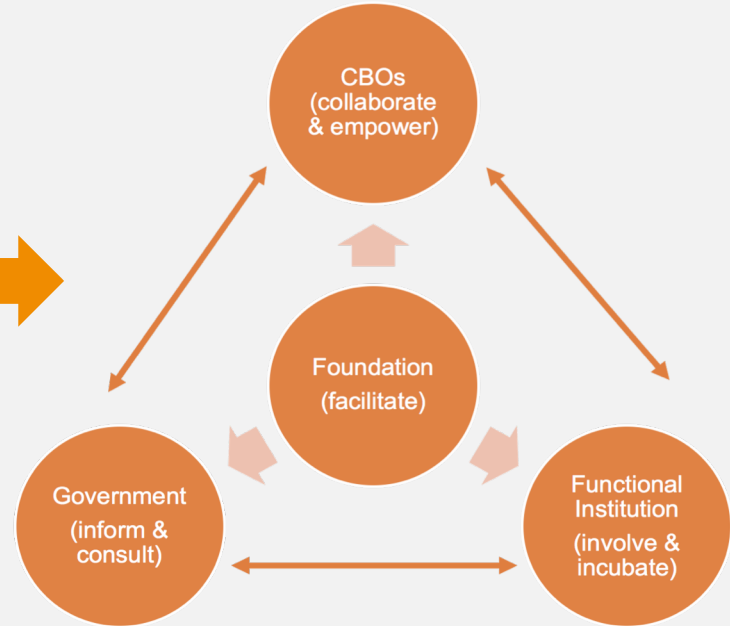 CBOs
(collaborate
& empower)
Foundation
(facilitate)
Government
(inform &
consult)
Functional
Institution
(involve &
incubate)